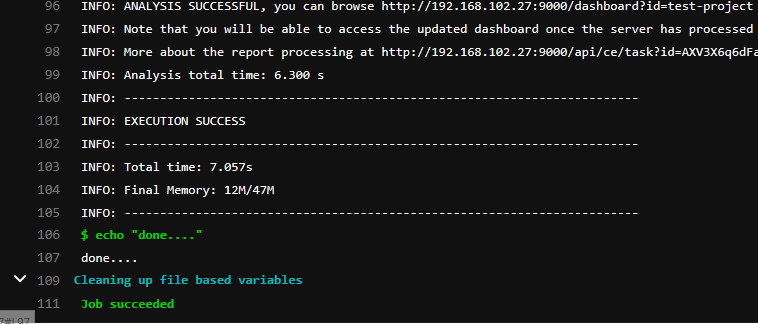 96 INFO: ANALYSIS SUCCESSFUL, you can browse http://192.168.102.27:9000/dashboard?id=test-project
97 INFO: Note that you will be able to access the updated dashboard once the server has processed
98 INFO: More about the report processing at http://192.168.102.27:9000/api/ce/task?id=AXV3X6q6dFa
99 INFO: Analysis total time: 6.300 s
100 INFO: ------------------------------------------------------------------------
101 INFO: EXECUTION SUCCESS
102 INFO: ------------------------------------------------------------------------
103 INFO: Total time: 7.057s
104 INFO: Final Memory: 12M/47M
105 INFO: ------------------------------------------------------------------------
106 $ echo "done...."
107 done....
109 Cleaning up file based variables
111 Job succeeded